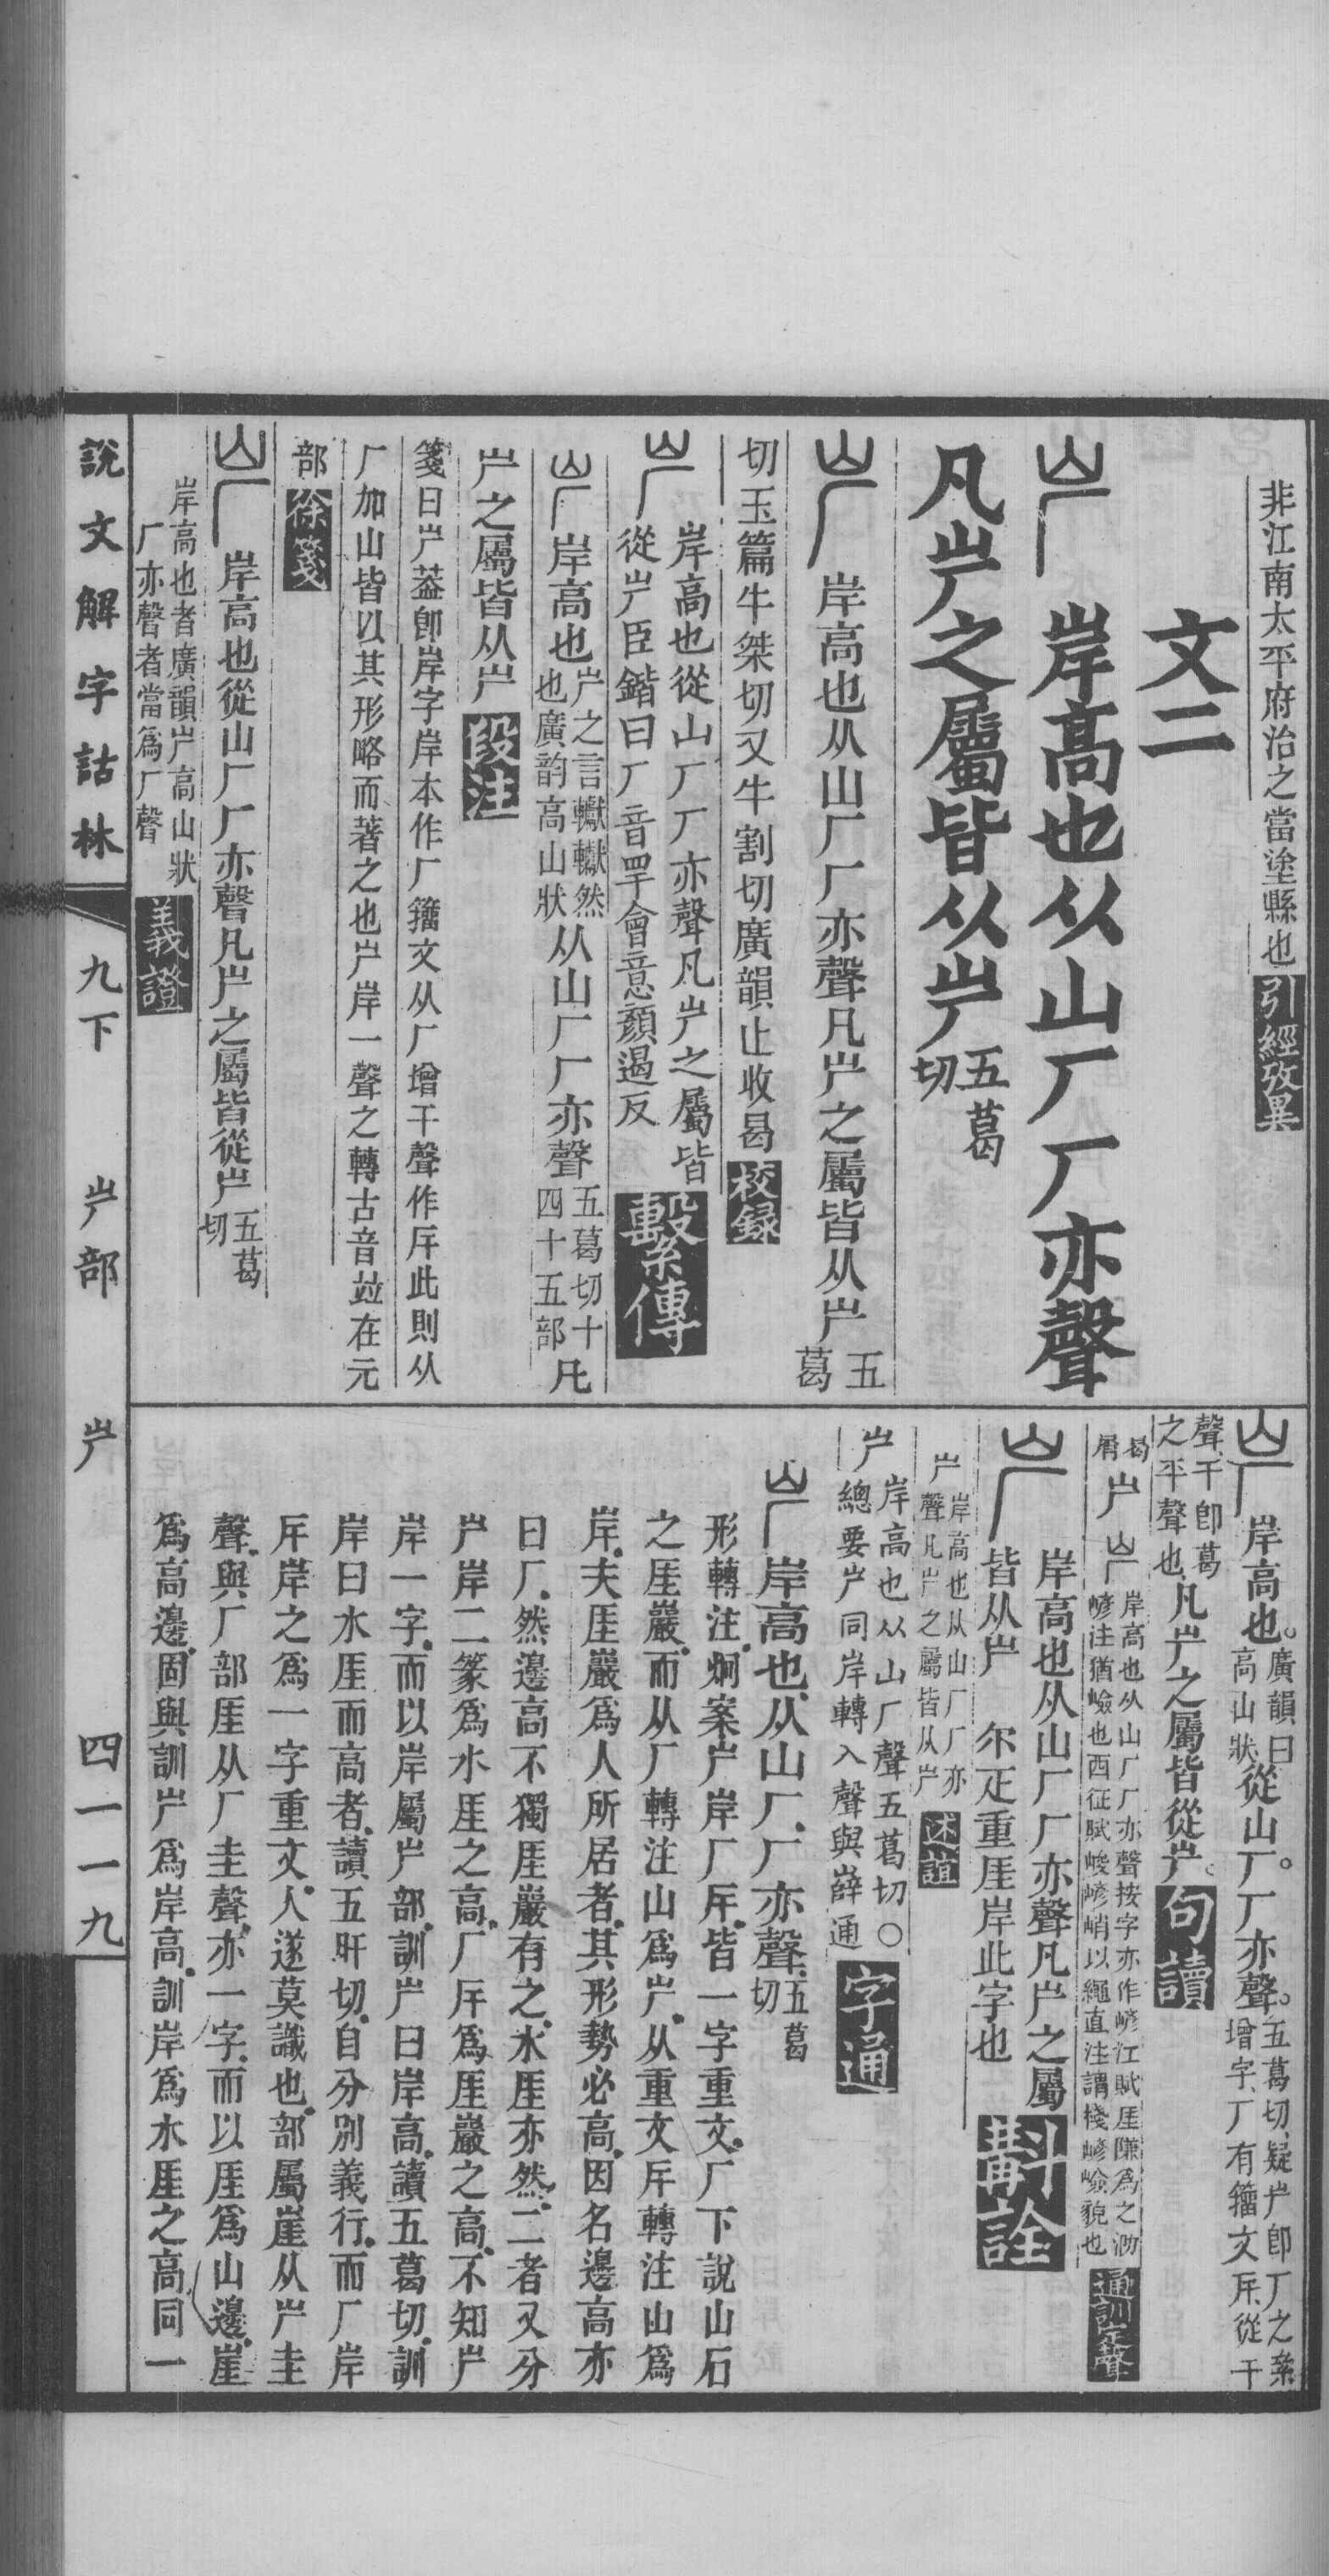 非江南太平府治之當塗縣也引經攷異
文二
屵岸高也从山厂厂亦聲
凡屵之屬皆从屵五葛切
屵岸高也从山厂厂亦聲凡屵之屬皆从屵五葛
切玉篇牛桀切又牛割切廣韻止收曷校録
屵岸高也從山厂厂亦聲凡屵之屬皆
從屵臣鍇曰厂音罕會意顏遏反繫傳
屵岸高也屵之言巘巘然也廣韵高山狀从山厂厂亦聲五葛切十四十五部凡
屵之屬皆从屵段注
箋曰屵葢卽岸字岸本作厂籒文从厂增干聲作厈此則从
厂加山皆以其形略而著之也屵岸一聲之轉古音竝在元
部徐箋
屵岸高也從山厂厂亦聲凡屵之屬皆從屵五葛切
岸高也者廣韻屵高山狀
厂亦聲者當爲厂聲義證
說文解字詁林 九下 屵部 屵 四一一九
屵岸高也。廣韻曰高山狀從山厂。厂亦聲。五葛切、疑屵卽厂之絫增字、厂有籒文厈、從干
聲、干卽葛之平聲也、凡屵之屬皆從屵。句讀
曷屑屵屵岸高也从山厂厂亦聲按字亦作㠋江賦厓隒爲之泐㠋注猶嶮也西征賦峻㠋峭以繩直注謂棧㠋嶮貌也通訓定聲
屵岸高也从山厂厂亦聲凡屵之屬
皆从屵 尔疋重厓岸此字也斠詮
屵岸高也从山厂厂亦聲凡屵之屬皆从屵述誼
屵岸高也从山厂聲五葛切○
總要屵同岸轉入聲與薛通字通
屵岸高也、从山厂、厂亦聲、五葛切
形轉注、炯案、屵岸厂厈、皆一字重文、厂下說山石
之厓巖、而从厂轉注山爲屵、从重文厈轉注山爲
岸、夫厓巖爲人所居者、其形勢必高、因名邊高亦
曰厂、然邊高不獨厓巖有之、水厓亦然、二者又分
屵岸二篆爲水厓之高、厂厈爲厓巖之高、不知屵
岸一字、而以岸屬屵部、訓屵曰岸高、讀五葛切、訓
岸曰水厓而高者、讀五旰切、自分別義行、而厂岸
厈岸之爲一字重文、人遂莫識也、部屬崖从屵圭
聲、與厂部厓从厂圭聲、亦一字、而以厓爲山邊、崖
爲高邊、固與訓屵爲岸高、訓岸爲水厓之高同一